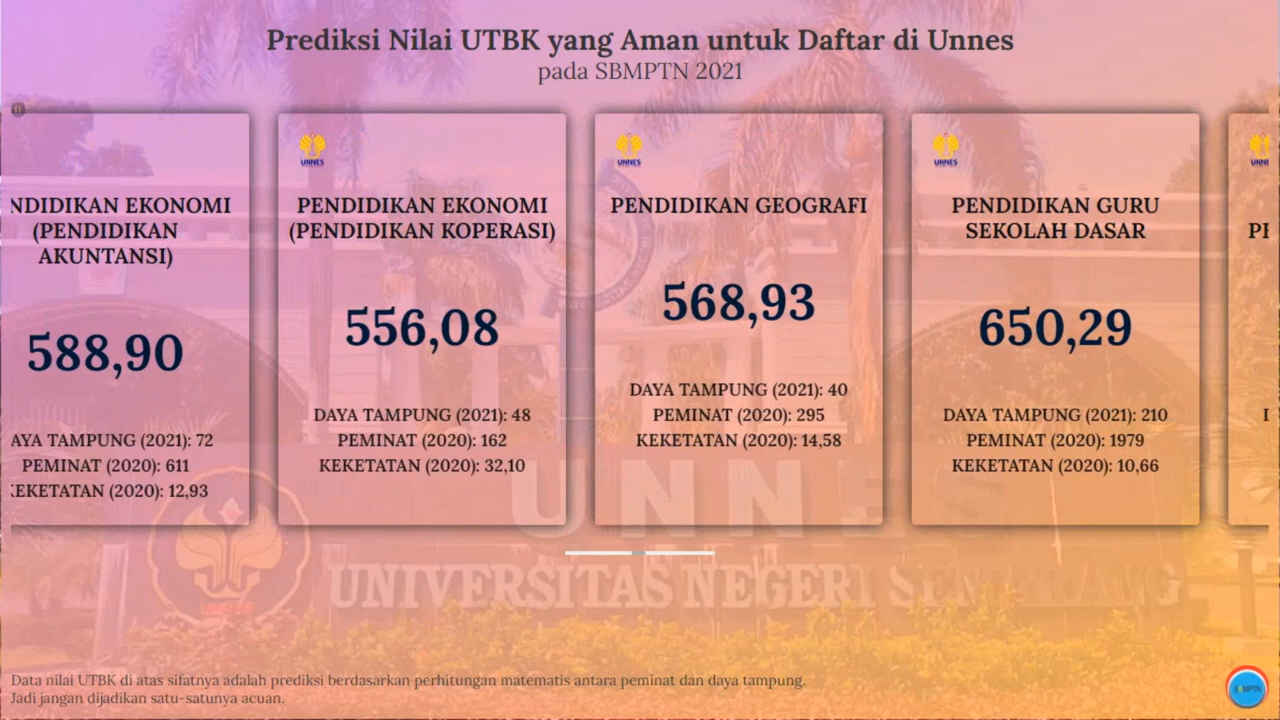 Prediksi Nilai UTBK yang Aman untuk Daftar di Unnes
pada SBMPTN 2021
NDIDIKAN EKONOMI
(PENDIDIKAN
AKUNTANSI)
588,90
AYA TAMPUNG (2021): 72
PEMINAT (2020): 611
KEKETATAN (2020): 12,93
UNNES
PENDIDIKAN EKONOMI
(PENDIDIKAN KOPERASI)
556,08
DAYA TAMPUNG (2021): 48
PEMINAT (2020): 162
KEKETATAN (2020): 32,10
UNNES
PENDIDIKAN GEOGRAFI
568,93
DAYA TAMPUNG (2021): 40
PEMINAT (2020): 295
KEKETATAN (2020): 14,58
UNNES
PENDIDIKAN GURU
SEKOLAH DASAR
650,29
DAYA TAMPUNG (2021): 210
PEMINAT (2020): 1979
KEKETATAN (2020): 10,66
UNNES
UNIVERSITAS NEGERI SEMARANG
Data nilai UTBK di atas sifatnya adalah prediksi berdasarkan perhitungan matematis antara peminat dan daya tampung.
Jadi jangan dijadikan satu-satunya acuan.